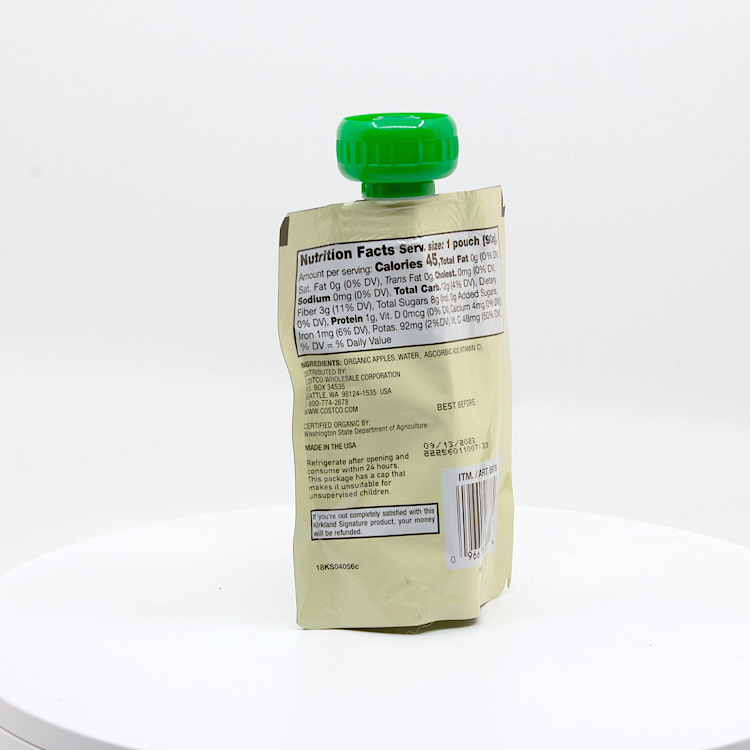 Nutrition Facts Serv. size: 1 pouch (90g),
Amount per serving: Calories 45, Total Fat 0g (0% DV),
Sat. Fat 0g (0% DV), Trans Fat 0g, Cholest. 0mg (0% DV),
Sodium 0mg (0% DV), Total Carb. 12g (4% DV), Dietary
Fiber 3g (11% DV), Total Sugars 8g (Incl. 0g Added Sugars,
0% DV), Protein 1g, Vit. D 0mcg (0% DV), Calcium 4mg (0% DV),
Iron 1mg (6% DV), Potas. 92mg (2% DV), Vit. C 48mg (50% DV)
% DV = % Daily Value
INGREDIENTS: ORGANIC APPLES, WATER, ASCORBIC ACID (VITAMIN C).
DISTRIBUTED BY:
COSTCO WHOLESALE CORPORATION
P.O. BOX 34535
SEATTLE, WA 98124-1535 USA
1-800-774-2678
WWW.COSTCO.COM
BEST BEFORE:
CERTIFIED ORGANIC BY:
Washington State Department of Agriculture
09/13/2023
22256011007:33
MADE IN THE USA
Refrigerate after opening and
consume within 24 hours.
This package has a cap that
makes it unsuitable for
unsupervised children.
ITM. / ART.
If you're not completely satisfied with this
Kirkland Signature product, your money
will be refunded.
0 966
18KS04056c